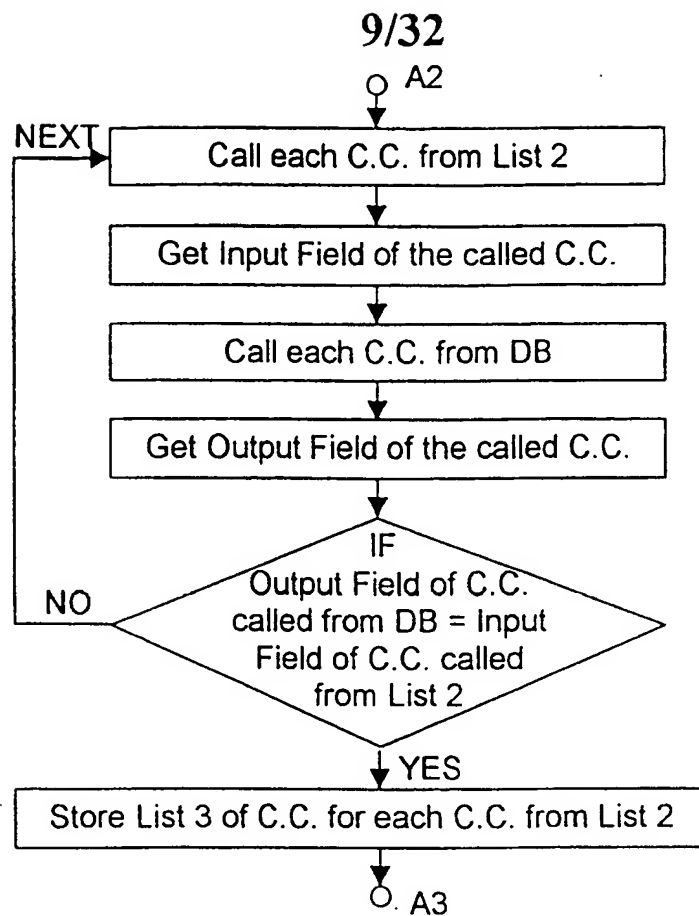 9/32
A2
NEXT
Call each C.C. from List 2
Get Input Field of the called C.C.
Call each C.C. from DB
Get Output Field of the called C.C.
IF
Output Field of C.C.
called from DB = Input
Field of C.C. called
from List 2
NO
YES
Store List 3 of C.C. for each C.C. from List 2
A3